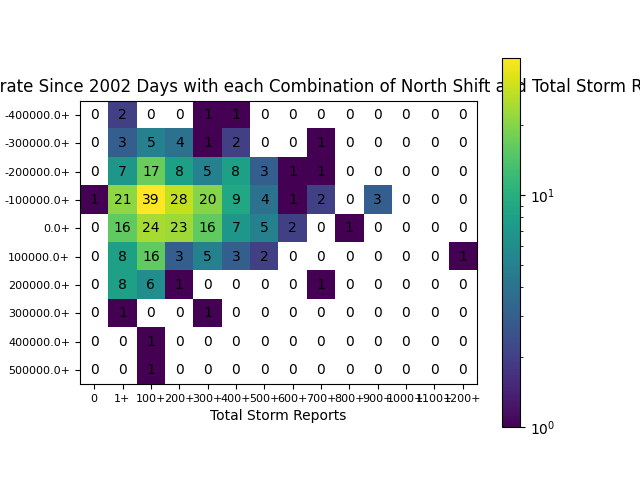 rate Since 2002 Days with each Combination of North Shift and Total Storm R
-400000.0+ 0 2 0 0 1 1 0 0 0 0 0 0 0 0
-300000.0+ 0 3 5 4 1 2 0 0 1 0 0 0 0 0
-200000.0+ 0 7 17 8 5 8 3 1 1 0 0 0 0 0
-100000.0+ 1 21 39 28 20 9 4 1 2 0 3 0 0 0
0.0+ 0 16 24 23 16 7 5 2 0 1 0 0 0 0
100000.0+ 0 8 16 3 5 3 2 0 0 0 0 0 0 1
200000.0+ 0 8 6 1 0 0 0 0 1 0 0 0 0 0
300000.0+ 0 1 0 0 1 0 0 0 0 0 0 0 0 0
400000.0+ 0 0 1 0 0 0 0 0 0 0 0 0 0 0
500000.0+ 0 0 1 0 0 0 0 0 0 0 0 0 0 0
0 1+ 100+ 200+ 300+ 400+ 500+ 600+ 700+ 800+ 900+ 1000+ 1100+ 1200+
Total Storm Reports
10^1
10^0